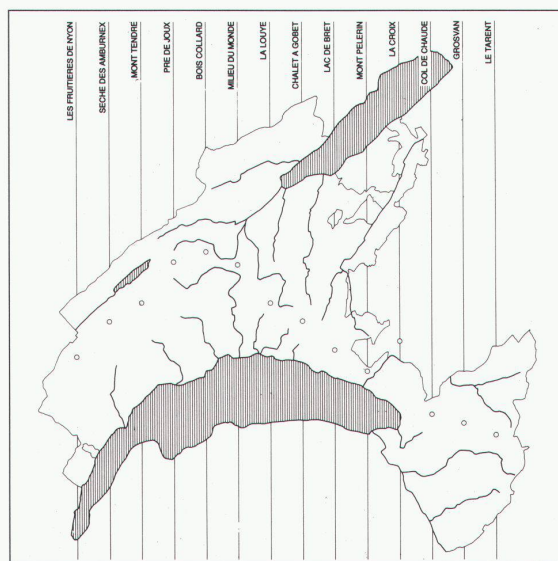 LES FRUITIERES DE NYON
SECHE DES AMBURNEX
MONT TENDRE
PRE DE JOUX
BOIS COLLARD
MILIEU DU MONDE
LA LOUYE
CHALET A GOBET
LAC DE BRET
MONT PELERIN
LA CROIX
COL DE CHAUDE
GROSVAN
LE TARENT